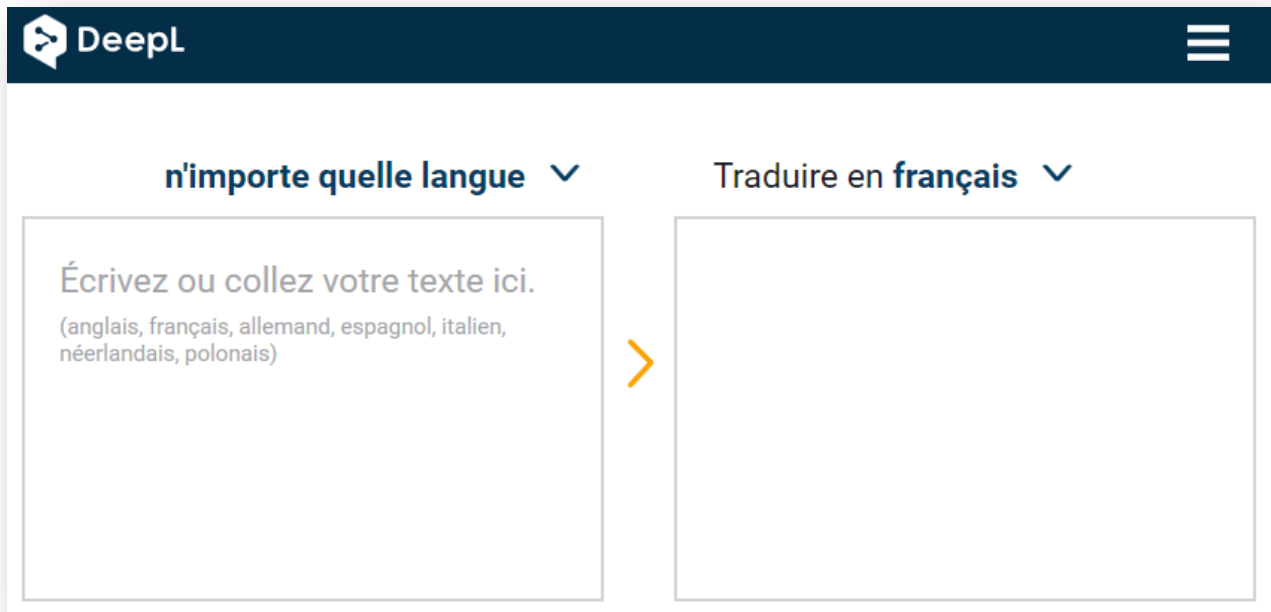 DeepL
n'importe quelle langue
Traduire en français
Écrivez ou collez votre texte ici.
(anglais, français, allemand, espagnol, italien,
néerlandais, polonais)